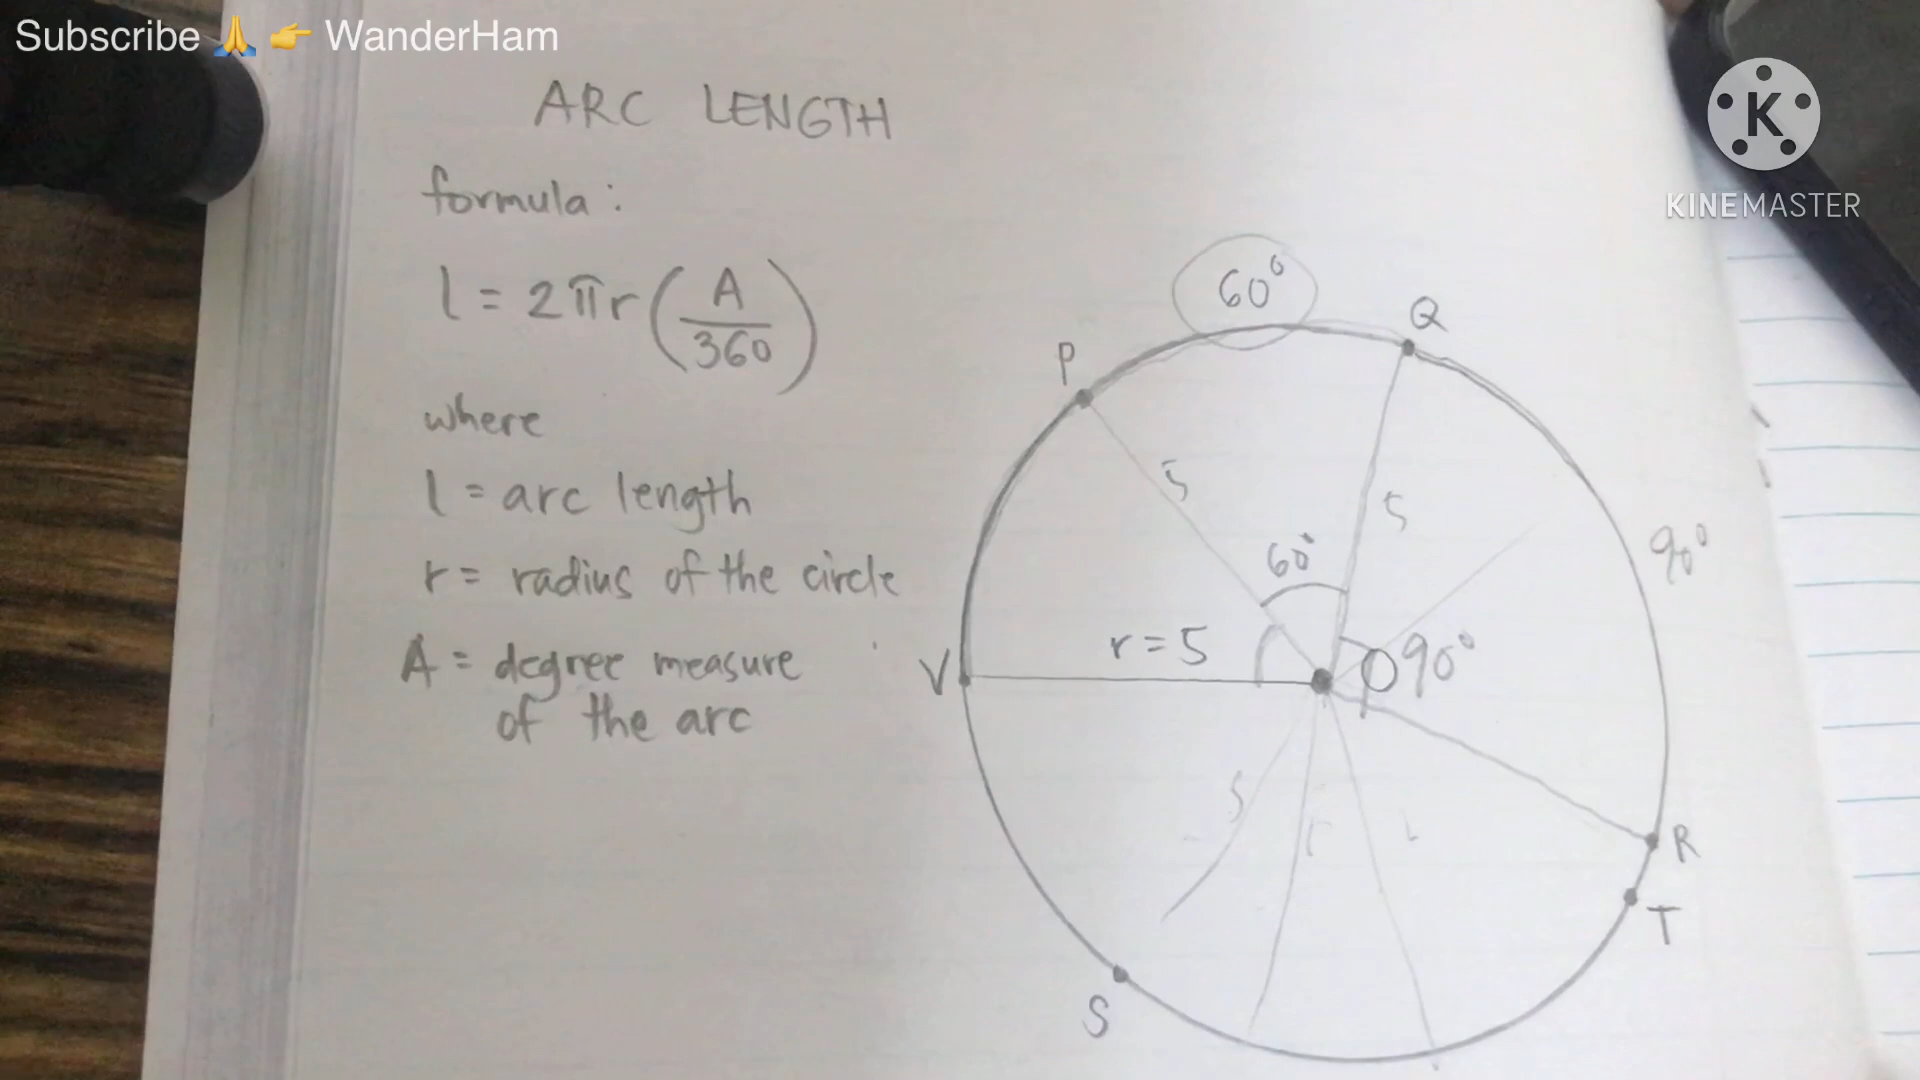 Subscribe 🙏 👉 WanderHam
K
KINEMASTER
ARC LENGTH
formula:
l = 2πr(A/360)
where
l = arc length
r = radius of the circle
A = degree measure
of the arc
60°
Q
P
5
5
90°
60°
r = 5
90°
V
O
5
R
T
S